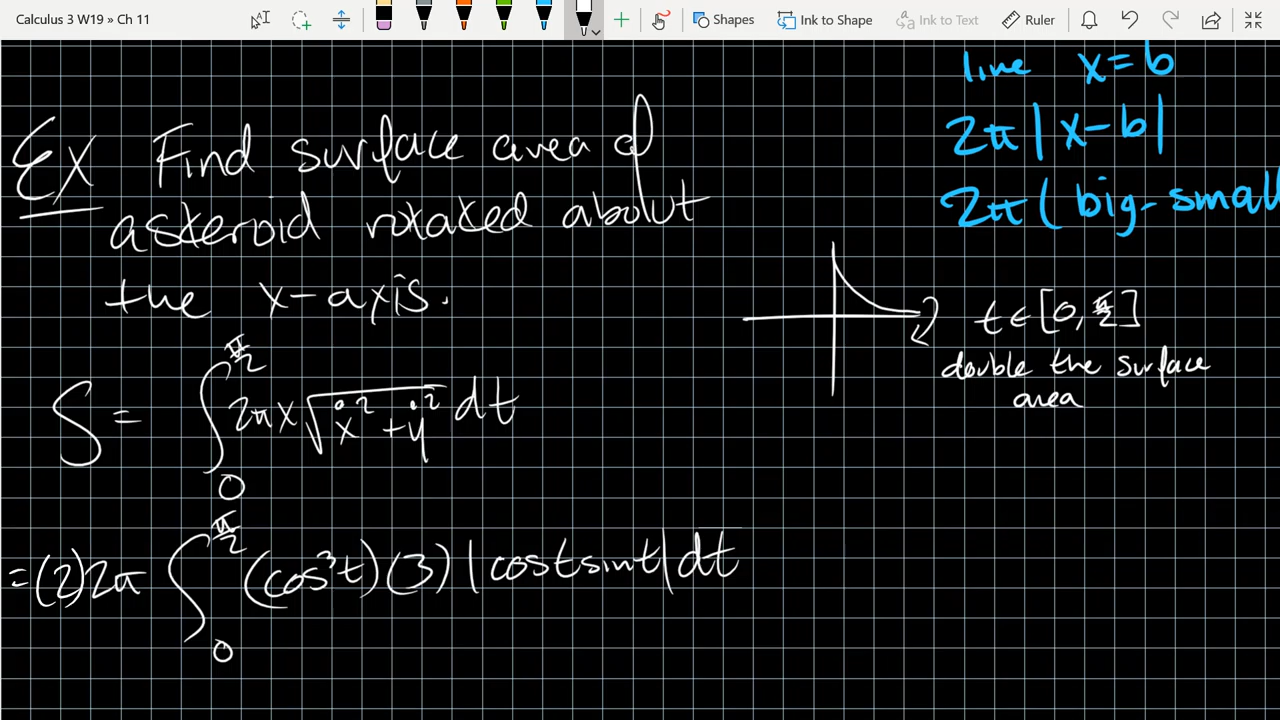 Calculus 3 W19 » Ch 11
Shapes
Ink to Shape
Ink to Text
Ruler
line x = b
2π | x - b |
2π ( big - small
EX Find surface area of
asteroid rotated about
the x-axis.
t ∈ [0, π/2]
double the surface
area
S = ∫₀^{π/2} 2πx √(ẋ² + ẏ²) dt
= (2) 2π ∫₀^{π/2} (cos³t)(3) |cost sint| dt